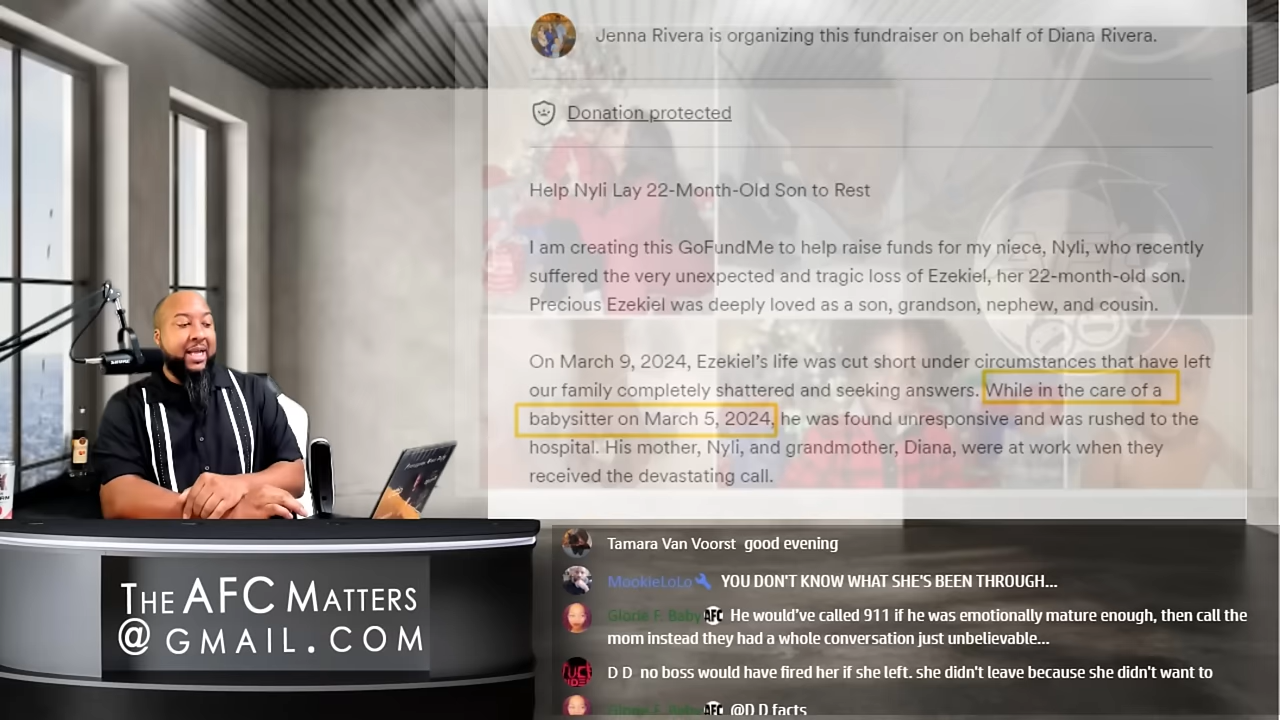 Jenna Rivera is organizing this fundraiser on behalf of Diana Rivera.
Donation protected
Help Nyli Lay 22-Month-Old Son to Rest
I am creating this GoFundMe to help raise funds for my niece, Nyli, who recently
suffered the very unexpected and tragic loss of Ezekiel, her 22-month-old son.
Precious Ezekiel was deeply loved as a son, grandson, nephew, and cousin.
On March 9, 2024, Ezekiel's life was cut short under circumstances that have left
our family completely shattered and seeking answers. While in the care of a
babysitter on March 5, 2024, he was found unresponsive and was rushed to the
hospital. His mother, Nyli, and grandmother, Diana, were at work when they
received the devastating call.
THE AFC MATTERS
@GMAIL.COM
Tamara Van Voorst good evening
MookieLoLo YOU DON'T KNOW WHAT SHE'S BEEN THROUGH...
Glorie F. Baby AFC He would've called 911 if he was emotionally mature enough, then call the
mom instead they had a whole conversation just unbelievable...
D D no boss would have fired her if she left. she didn't leave because she didn't want to
Glorie F. Baby AFC @D D facts